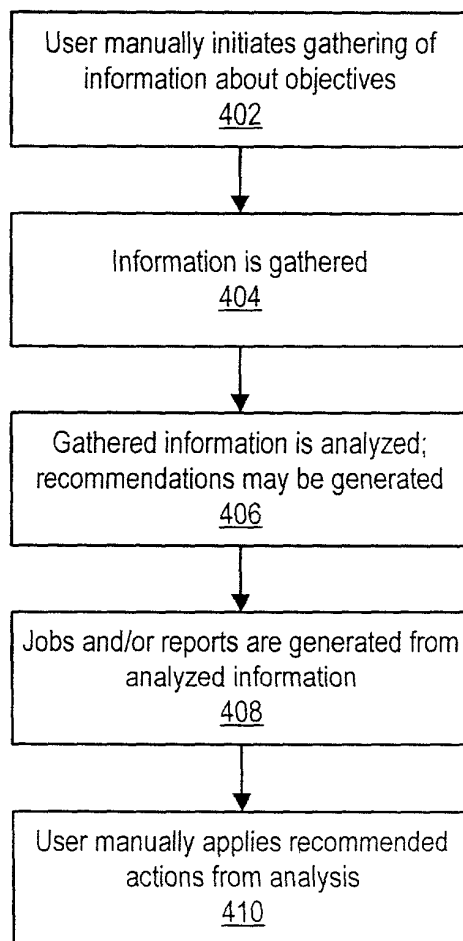 User manually initiates gathering of
information about objectives
402
Information is gathered
404
Gathered information is analyzed;
recommendations may be generated
406
Jobs and/or reports are generated from
analyzed information
408
User manually applies recommended
actions from analysis
410